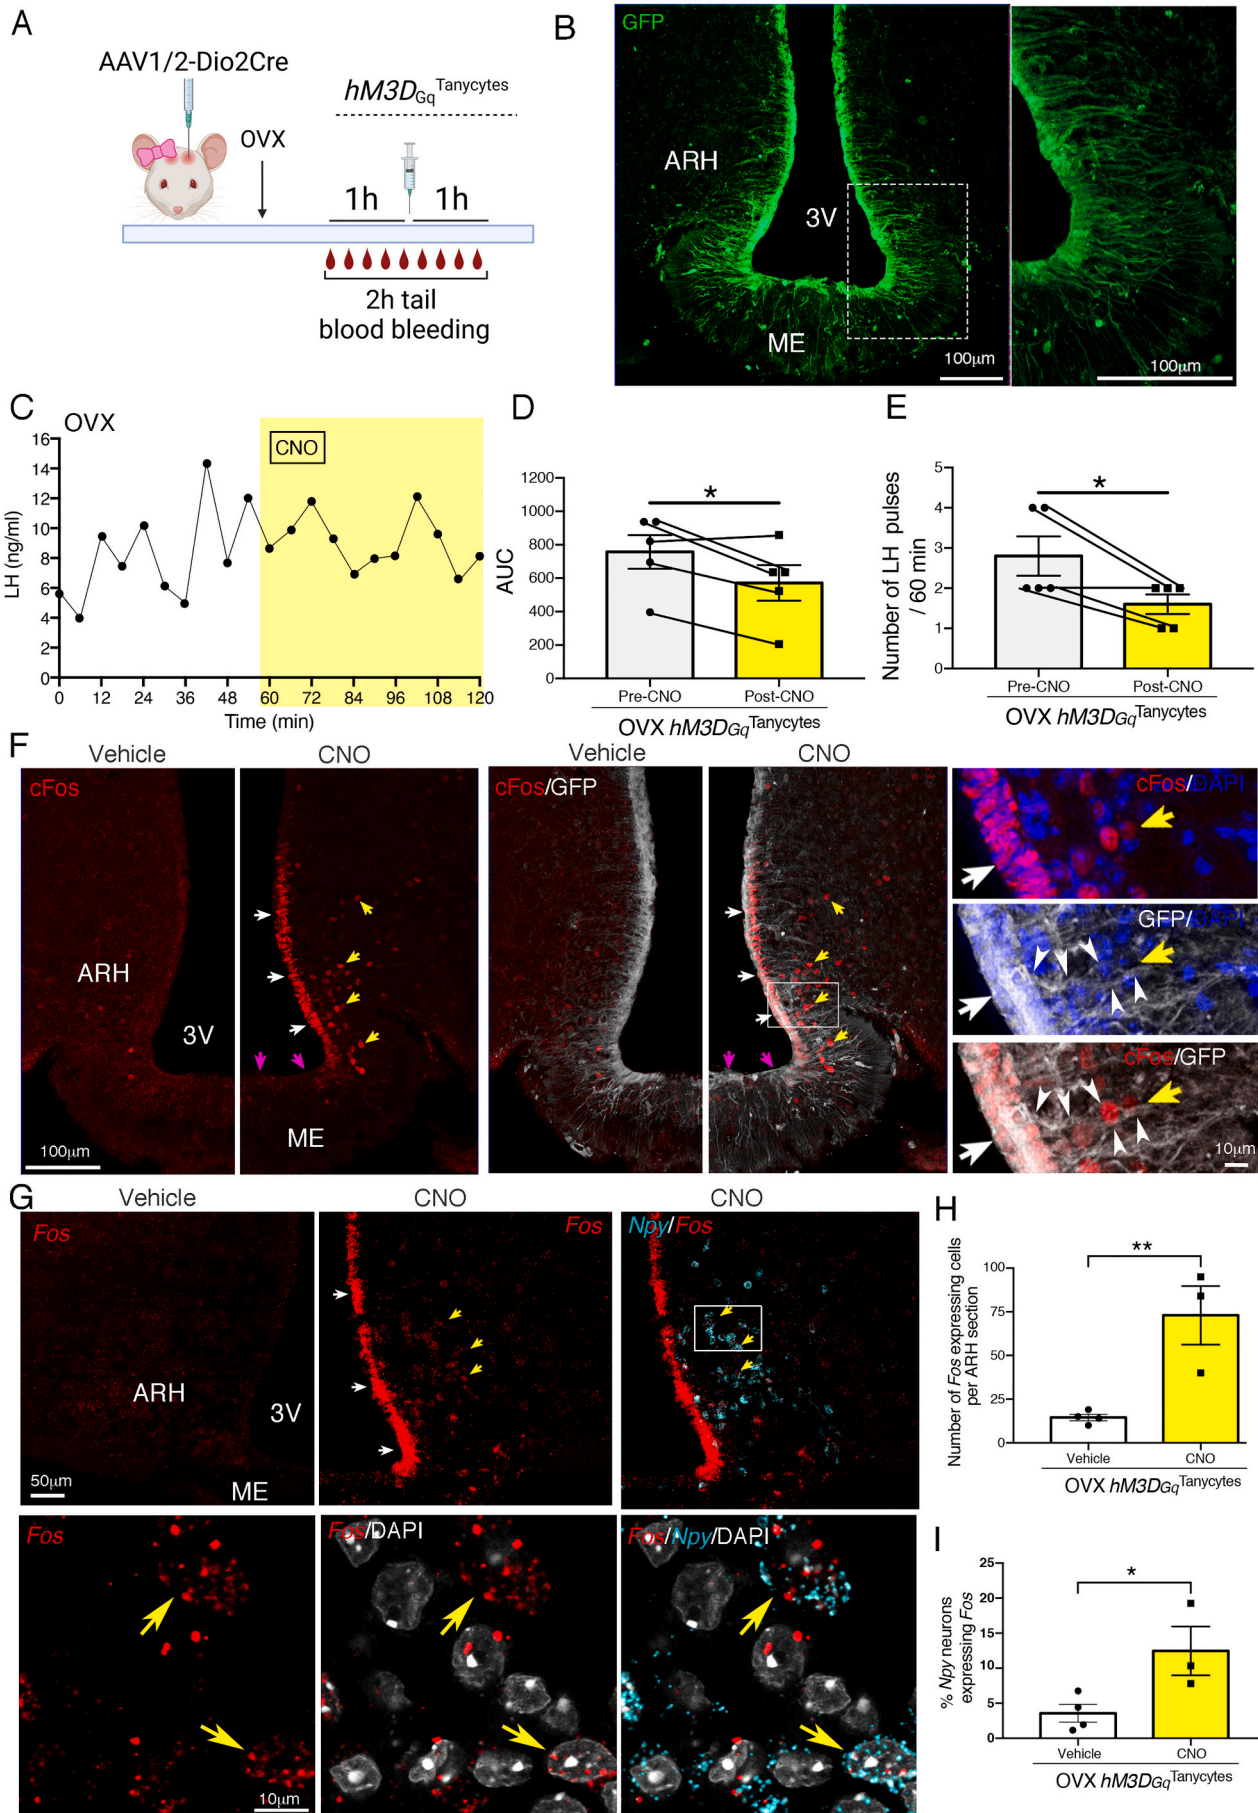 A
AAV1/2-Dio2Cre
hM3D Gq Tanycytes
OVX
1h
1h
2h tail
blood bleeding
B
GFP
ARH
3V
ME
100μm
100μm
C
OVX
CNO
LH (ng/ml)
16
14
12
10
8
6
4
2
0
0 12 24 36 48 60 72 84 96 108 120
Time (min)
D
*
AUC
1200
1000
800
600
400
200
0
Pre-CNO Post-CNO
OVX hM3DGq Tanycytes
E
*
Number of LH pulses
/ 60 min
5
4
3
2
1
0
Pre-CNO Post-CNO
OVX hM3DGq Tanycytes
F
Vehicle CNO
cFos
ARH
3V
ME
100μm
Vehicle CNO
cFos/GFP
cFos/DAPI
GFP/DAPI
cFos/GFP
10μm
G
Vehicle CNO CNO
Fos
ARH
3V
ME
50μm
Fos
Npy/Fos
Fos
10μm
Fos/DAPI
Fos/Npy/DAPI
H
**
Number of Fos expressing cells
per ARH section
100
75
50
25
0
Vehicle CNO
OVX hM3DGq Tanycytes
I
*
% Npy neurons
expressing Fos
25
20
15
10
5
0
Vehicle CNO
OVX hM3DGq Tanycytes